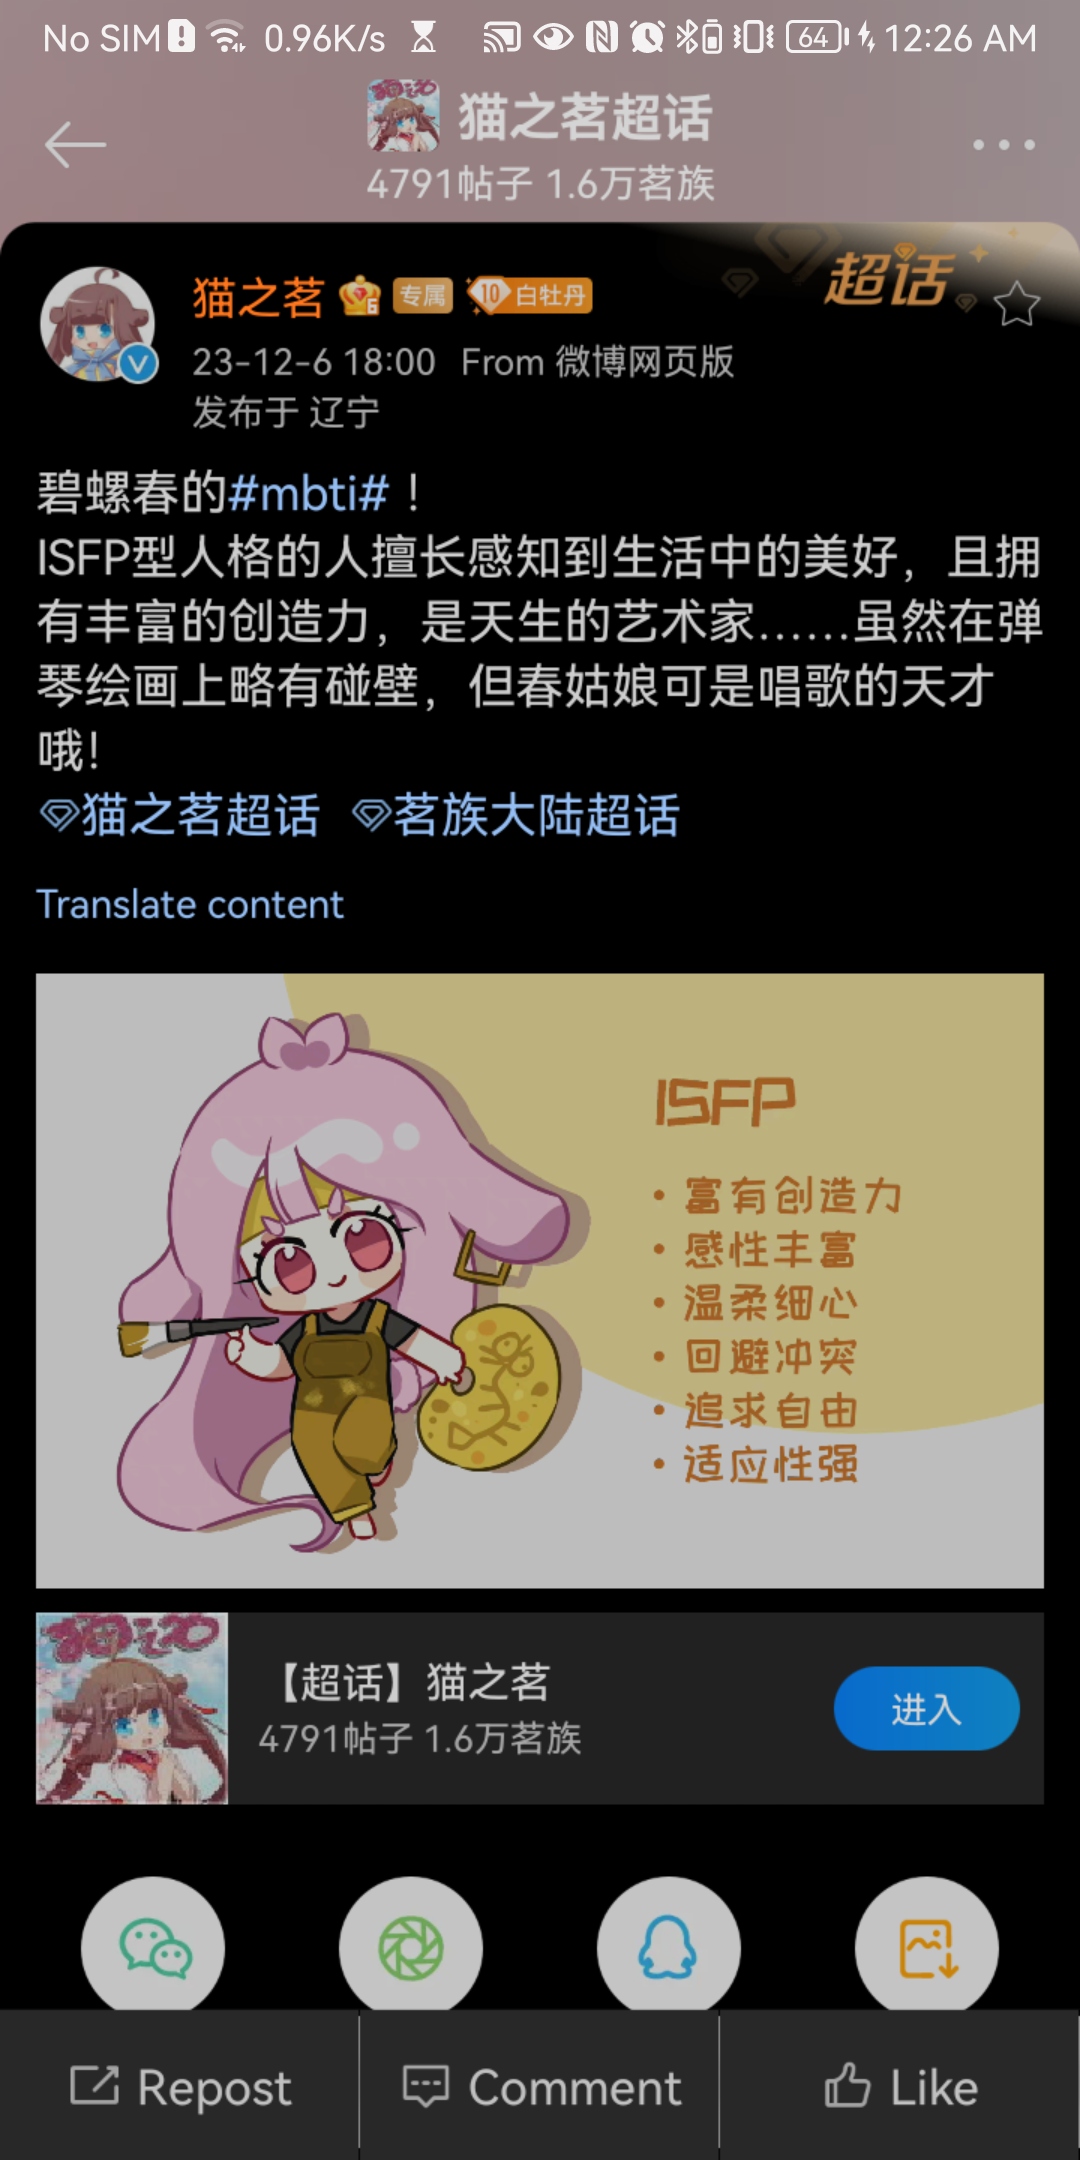 No SIM 0.96K/s 64 12:26 AM
猫之茗超话
4791帖子 1.6万茗族
超话
猫之茗 6 专属 10 白牡丹
23-12-6 18:00 From 微博网页版
发布于 辽宁
碧螺春的#mbti#！
ISFP型人格的人擅长感知到生活中的美好，且拥
有丰富的创造力，是天生的艺术家……虽然在弹
琴绘画上略有碰壁，但春姑娘可是唱歌的天才
哦！
猫之茗超话 茗族大陆超话
Translate content
ISFP
• 富有创造力
• 感性丰富
• 温柔细心
• 回避冲突
• 追求自由
• 适应性强
猫之茗
【超话】猫之茗
4791帖子 1.6万茗族
进入
Repost
Comment
Like